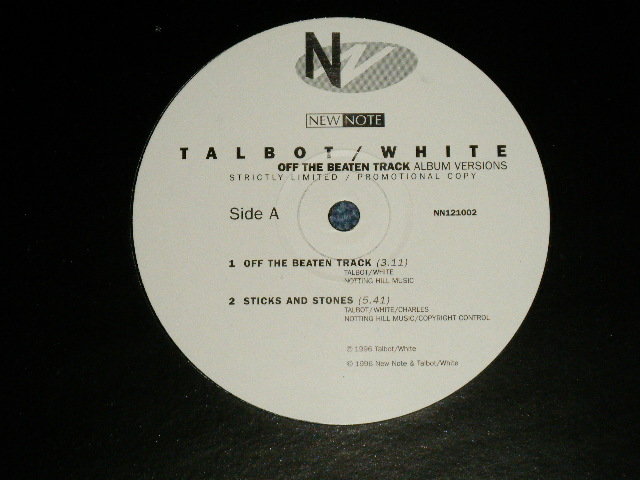 N N
NEW NOTE
TALBOT / WHITE
OFF THE BEATEN TRACK ALBUM VERSIONS
STRICTLY LIMITED / PROMOTIONAL COPY
Side A
NN121002
1 OFF THE BEATEN TRACK (3.11)
TALBOT/WHITE
NOTTING HILL MUSIC
2 STICKS AND STONES (5.41)
TALBOT/WHITE/CHARLES
NOTTING HILL MUSIC/COPYRIGHT CONTROL
℗ 1996 Talbot/White
© 1996 New Note & Talbot/White